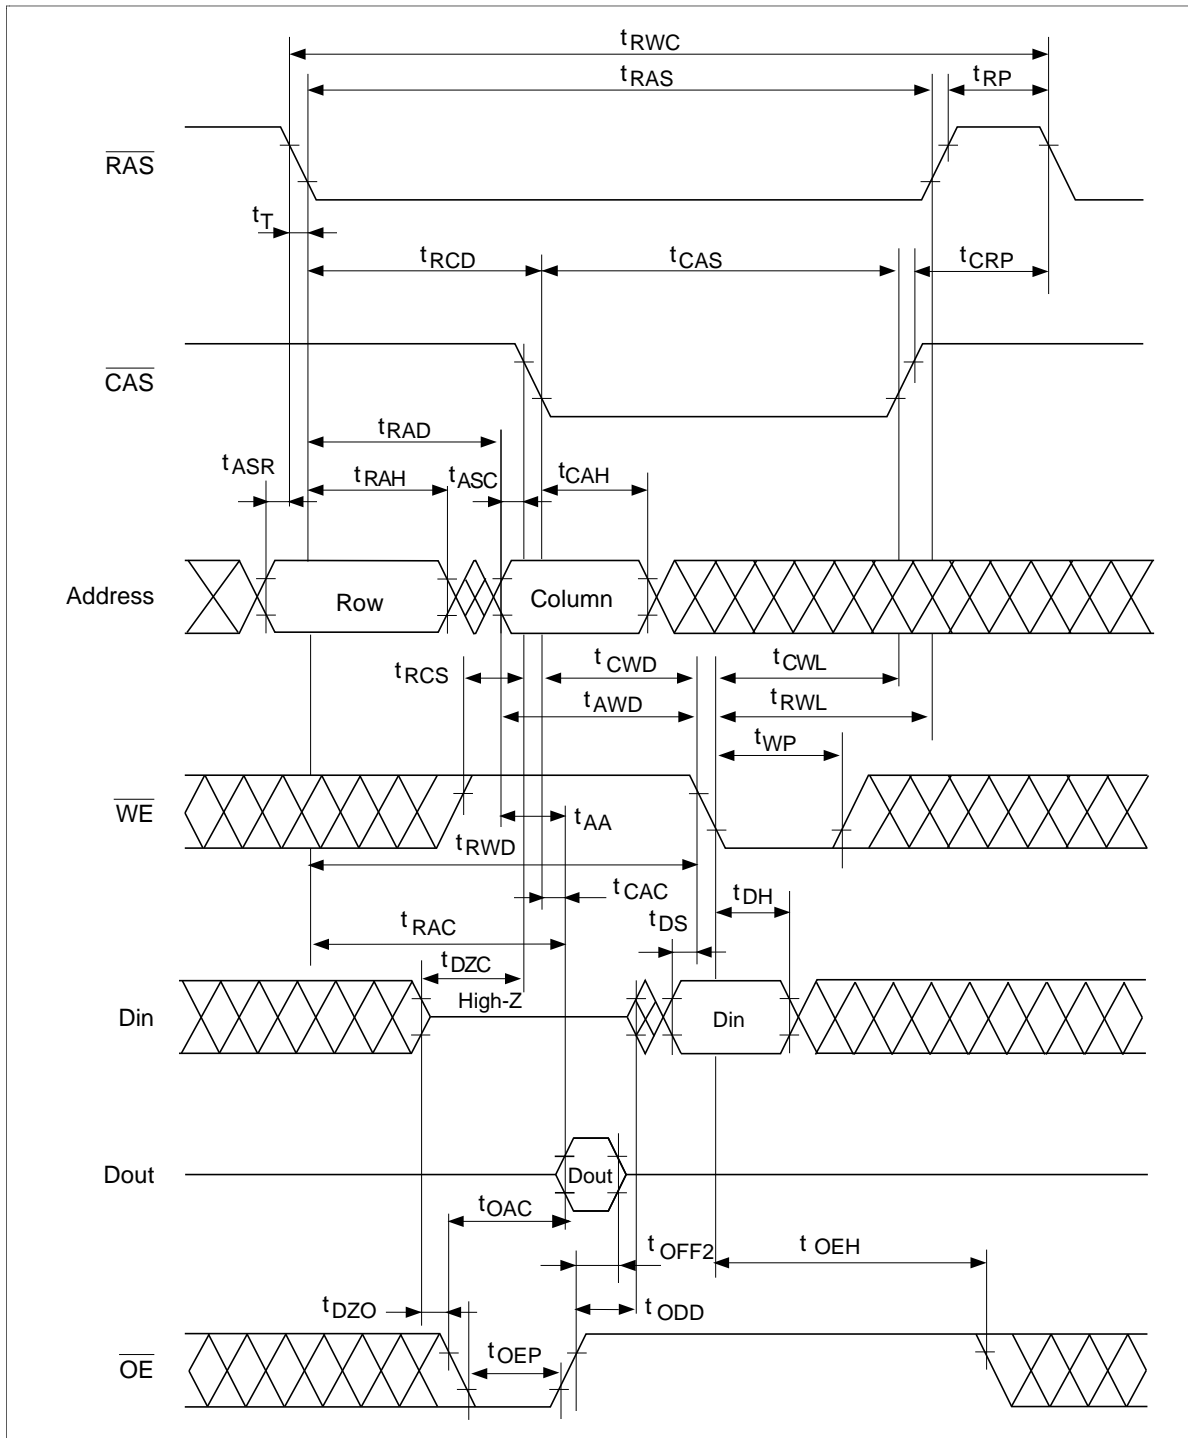 tRWC
tRAS
tRP
RAS
tT
tRCD
tCAS
tCRP
CAS
tRAD
tASR
tRAH
tASC
tCAH
Address
Row
Column
tRCS
tCWD
tCWL
tAWD
tRWL
tWP
WE
tAA
tRWD
tCAC
tDH
tDS
tRAC
tDZC
High-Z
Din
Din
Dout
Dout
tOAC
tOFF2
tOEH
tDZO
tODD
tOEP
OE